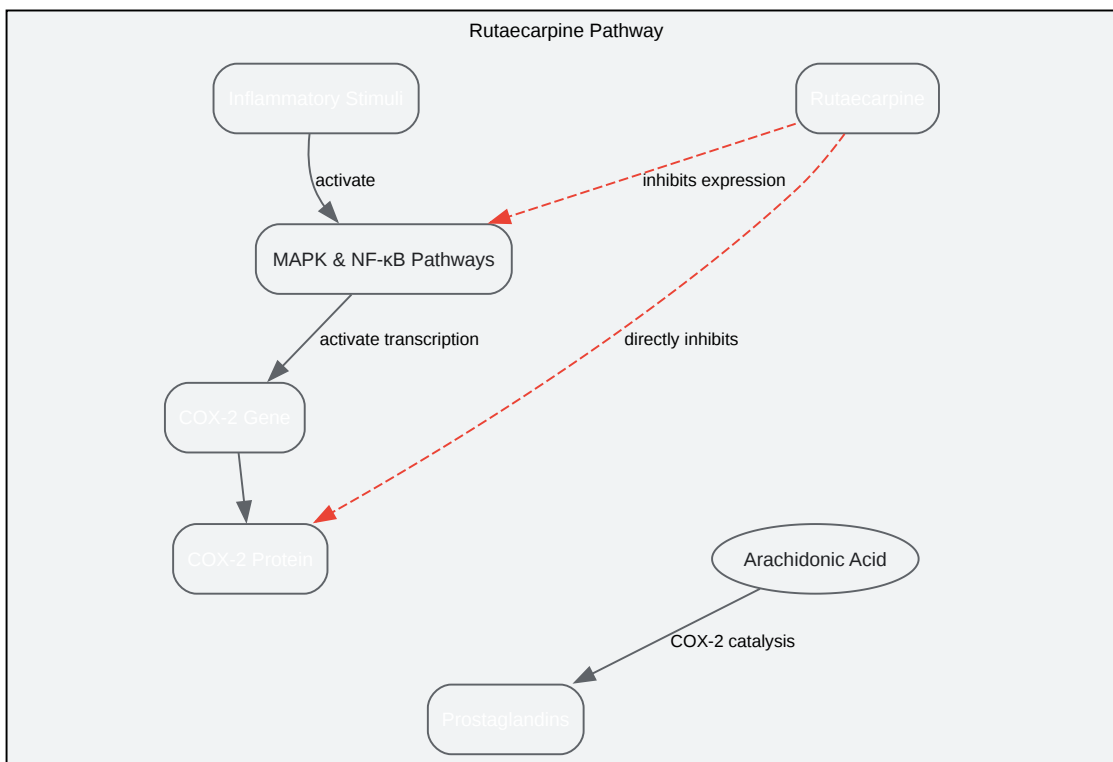 Rutaecarpine Pathway
Inflammatory Stimuli
Rutaecarpine
activate
inhibits expression
MAPK & NF-κB Pathways
activate transcription
directly inhibits
COX-2 Gene
COX-2 Protein
Arachidonic Acid
COX-2 catalysis
Prostaglandins